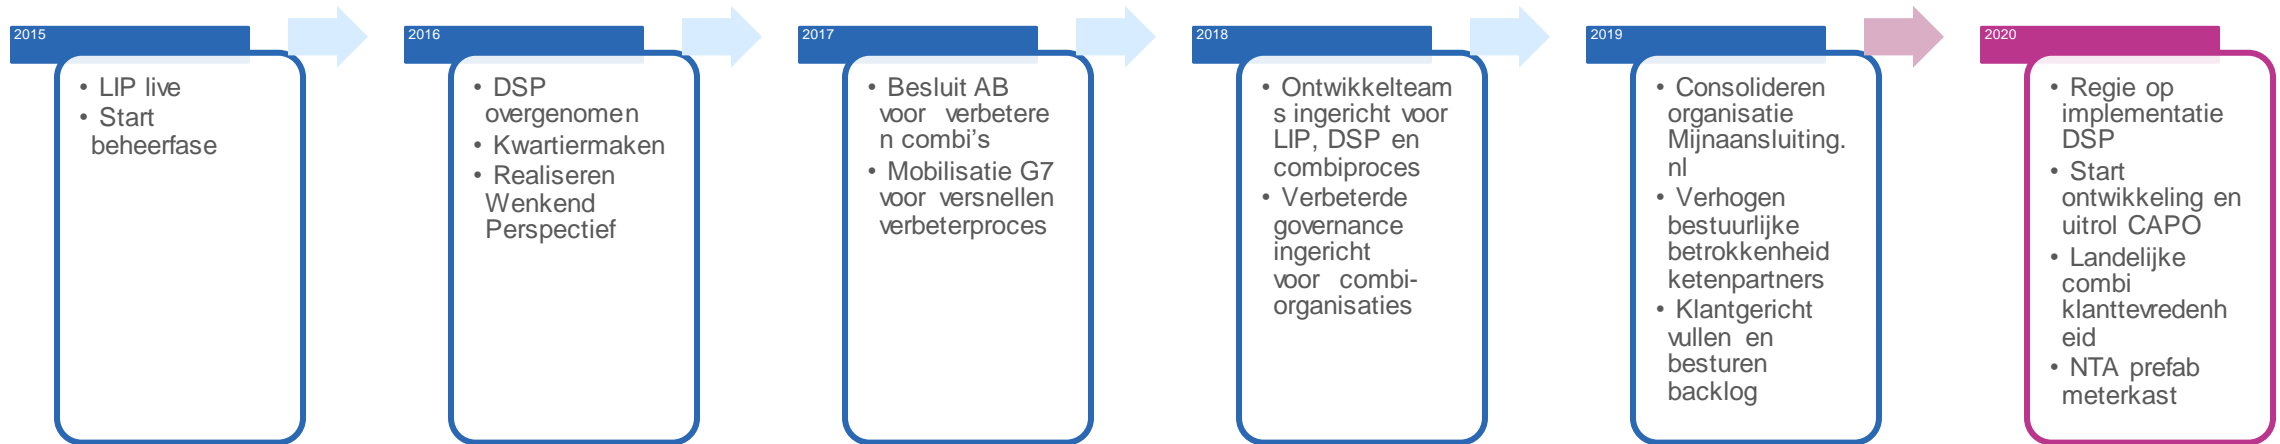 2015
• LIP live
• Start
beheerfase
2016
• DSP
overgenomen
• Kwartiermaken
• Realiseren
Wenkend
Perspectief
2017
• Besluit AB
voor verbetere
n combi’s
• Mobilisatie G7
voor versnellen
verbeterproces
2018
• Ontwikkelteam
s ingericht voor
LIP, DSP en
combiproces
• Verbeterde
governance
ingericht
voor combi-
organisaties
2019
• Consolideren
organisatie
Mijnaansluiting.
nl
• Verhogen
bestuurlijke
betrokkenheid
ketenpartners
• Klantgericht
vullen en
besturen
backlog
2020
• Regie op
implementatie
DSP
• Start
ontwikkeling en
uitrol CAPO
• Landelijke
combi
klanttevredenh
eid
• NTA prefab
meterkast